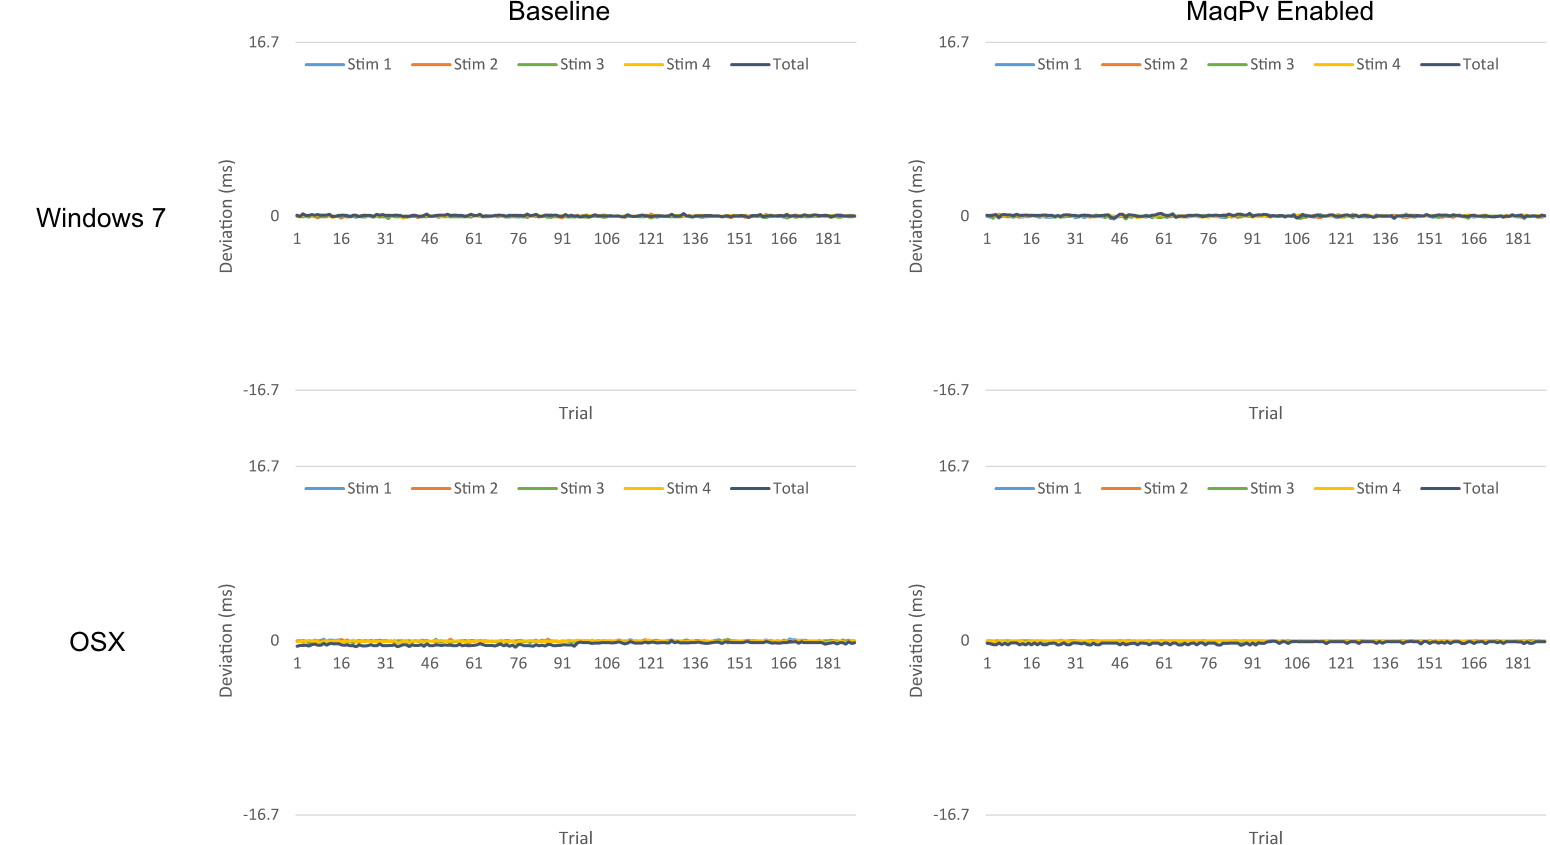 Baseline MagPy Enabled
16.7 16.7
Stim 1 Stim 2 Stim 3 Stim 4 Total Stim 1 Stim 2 Stim 3 Stim 4 Total
Windows 7
Deviation (ms) Deviation (ms)
0 0
1 16 31 46 61 76 91 106 121 136 151 166 181 1 16 31 46 61 76 91 106 121 136 151 166 181
-16.7 -16.7
Trial Trial
16.7 16.7
Stim 1 Stim 2 Stim 3 Stim 4 Total Stim 1 Stim 2 Stim 3 Stim 4 Total
OSX
Deviation (ms) Deviation (ms)
0 0
1 16 31 46 61 76 91 106 121 136 151 166 181 1 16 31 46 61 76 91 106 121 136 151 166 181
-16.7 -16.7
Trial Trial